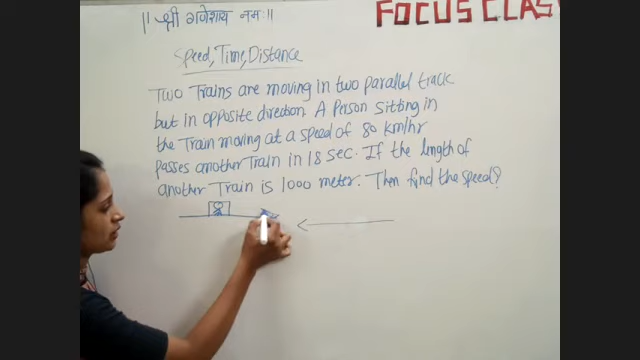 || श्री गणेशाय नमः ||
FOCUS CLAS
Speed, Time, Distance
Two Trains are moving in two parallel track
but in opposite direction. A Person sitting in
the Train moving at a speed of 80 km/hr
passes another Train in 18 sec. If the length of
another Train is 1000 meter. Then find the speed?